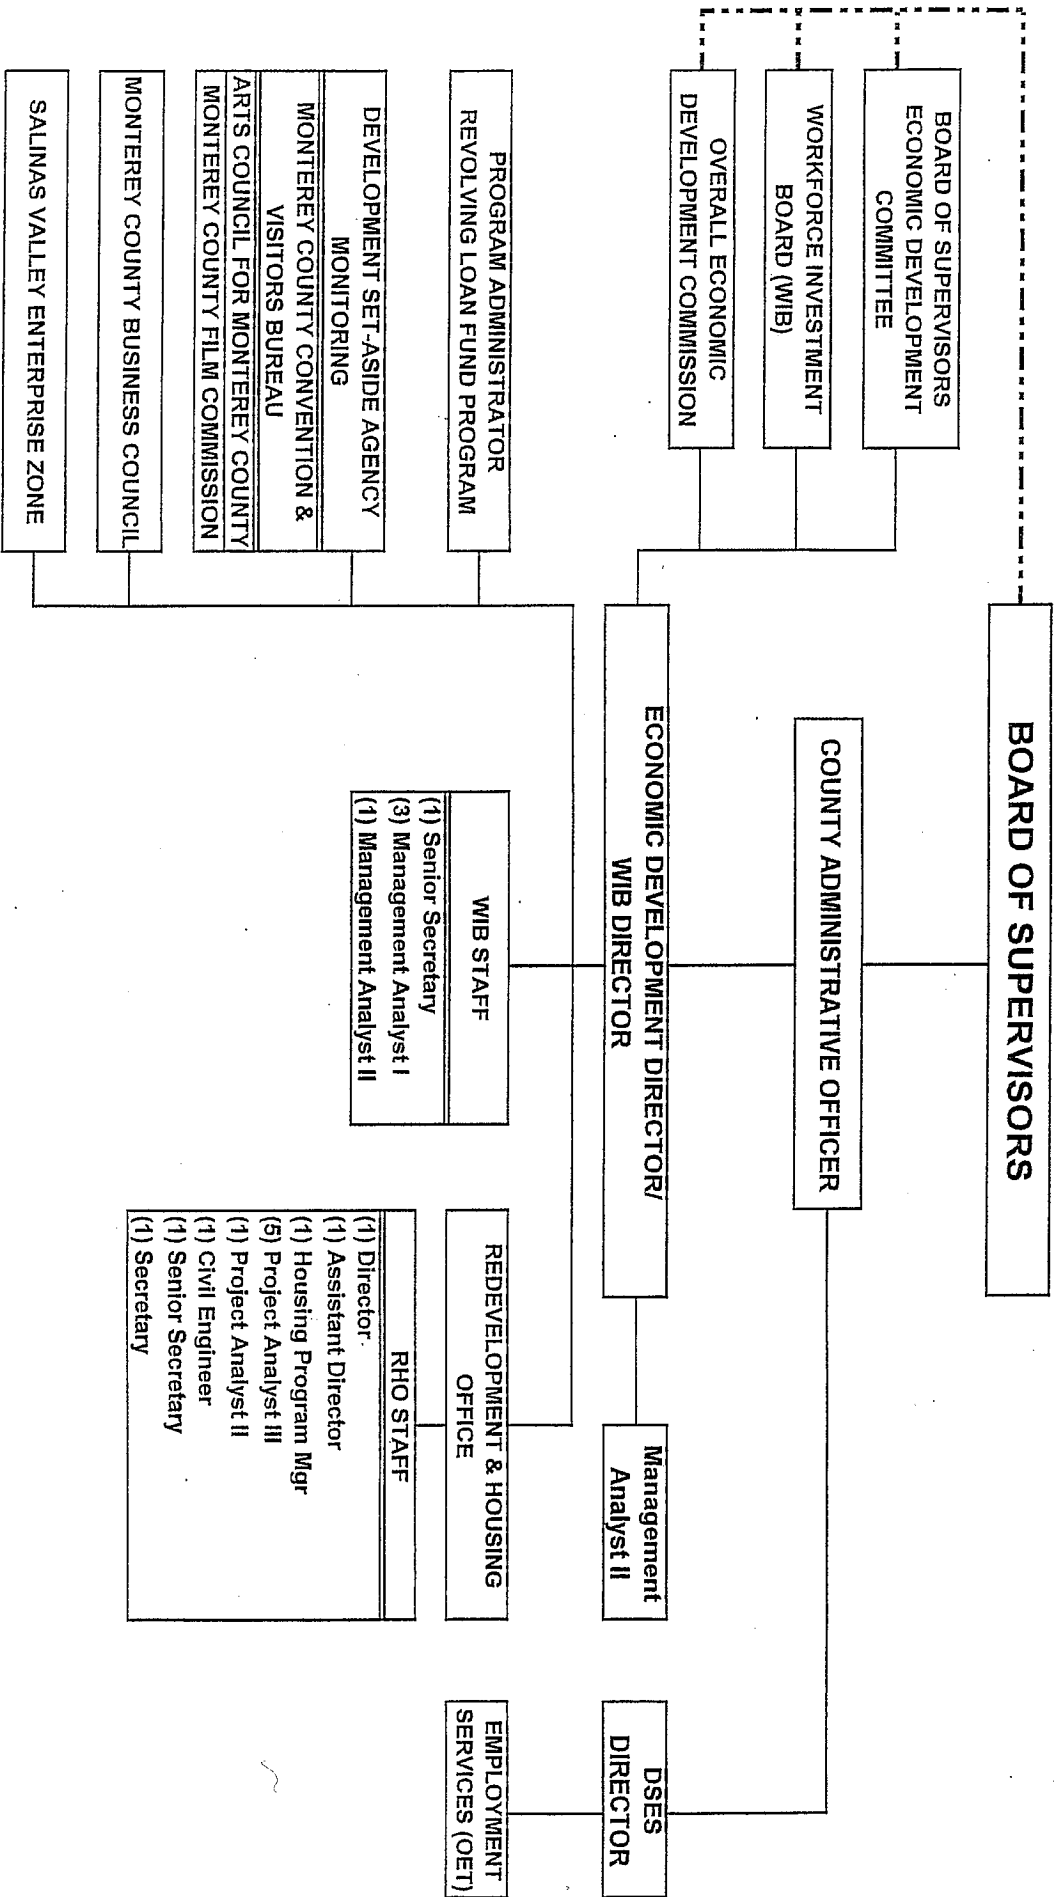 BOARD OF SUPERVISORS
COUNTY ADMINISTRATIVE OFFICER
BOARD OF SUPERVISORS
ECONOMIC DEVELOPMENT
COMMITTEE
WORKFORCE INVESTMENT
BOARD (WIB)
OVERALL ECONOMIC
DEVELOPMENT COMMISSION
ECONOMIC DEVELOPMENT DIRECTOR/
WIB DIRECTOR
Management
Analyst II
DSES
DIRECTOR
PROGRAM ADMINISTRATOR
REVOLVING LOAN FUND PROGRAM
DEVELOPMENT SET-ASIDE AGENCY
MONITORING
MONTEREY COUNTY CONVENTION &
VISITORS BUREAU
ARTS COUNCIL FOR MONTEREY COUNTY
MONTEREY COUNTY FILM COMMISSION
MONTEREY COUNTY BUSINESS COUNCIL
SALINAS VALLEY ENTERPRISE ZONE
WIB STAFF
(1) Senior Secretary
(3) Management Analyst I
(1) Management Analyst II
REDEVELOPMENT & HOUSING
OFFICE
RHO STAFF
(1) Director
(1) Assistant Director
(1) Housing Program Mgr
(5) Project Analyst III
(1) Project Analyst II
(1) Civil Engineer
(1) Senior Secretary
(1) Secretary
EMPLOYMENT
SERVICES (OET)